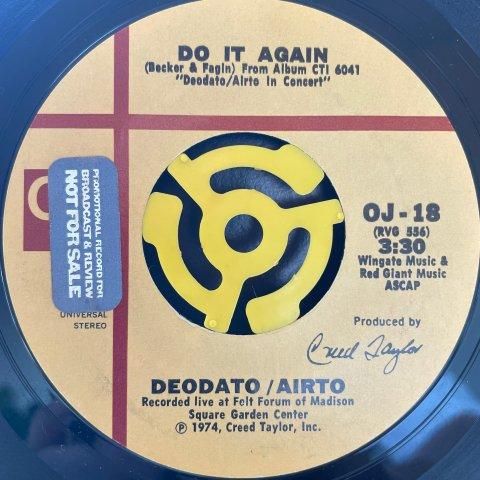 DO IT AGAIN
(Becker & Fagin) From Album CTI 6041
"Deodato/Airto In Concert"
PROMOTIONAL RECORD FOR
BROADCAST & REVIEW
NOT FOR SALE
UNIVERSAL
STEREO
OJ-18
(RVG 556)
3:30
Wingate Music &
Red Giant Music
ASCAP
Produced by
Creed Taylor
DEODATO/AIRTO
Recorded live at Felt Forum of Madison
Square Garden Center
℗ 1974, Creed Taylor, Inc.